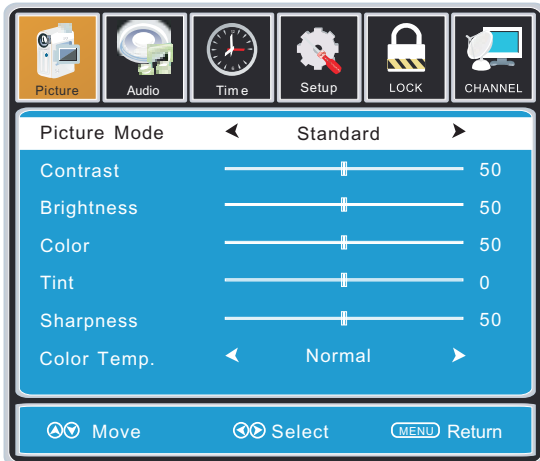 Picture Audio Time Setup LOCK CHANNEL
Picture Mode Standard
Contrast 50
Brightness 50
Color 50
Tint 0
Sharpness 50
Color Temp. Normal
Move Select MENU Return